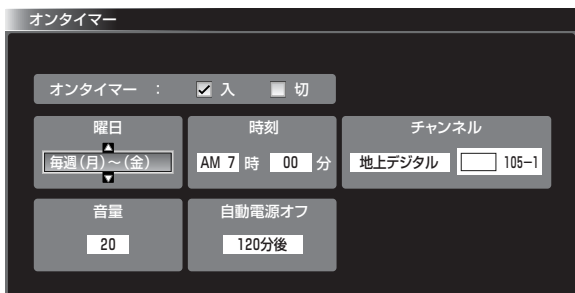 オンタイマー
オンタイマー : 入 切
曜日
毎週(月)~(金)
時刻
AM 7 時 00 分
チャンネル
地上デジタル 105-1
音量
20
自動電源オフ
120分後